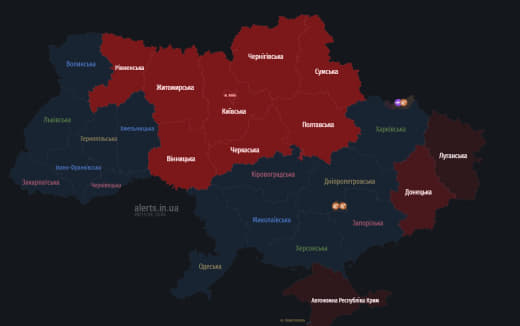 Чернігівська
Волинська
Рівненська
Сумська
Житомирська
м. Київ
Київська
Львівська
Полтавська
Хмельницька
Харківська
Тернопільська
Черкаська
Вінницька
Луганська
Івано-Франківська
Кіровоградська
Дніпропетровська
Закарпатська
Чернівецька
Донецька
alerts.in.ua
Миколаївська
Запорізька
Херсонська
Одеська
Автономна Республіка Крим